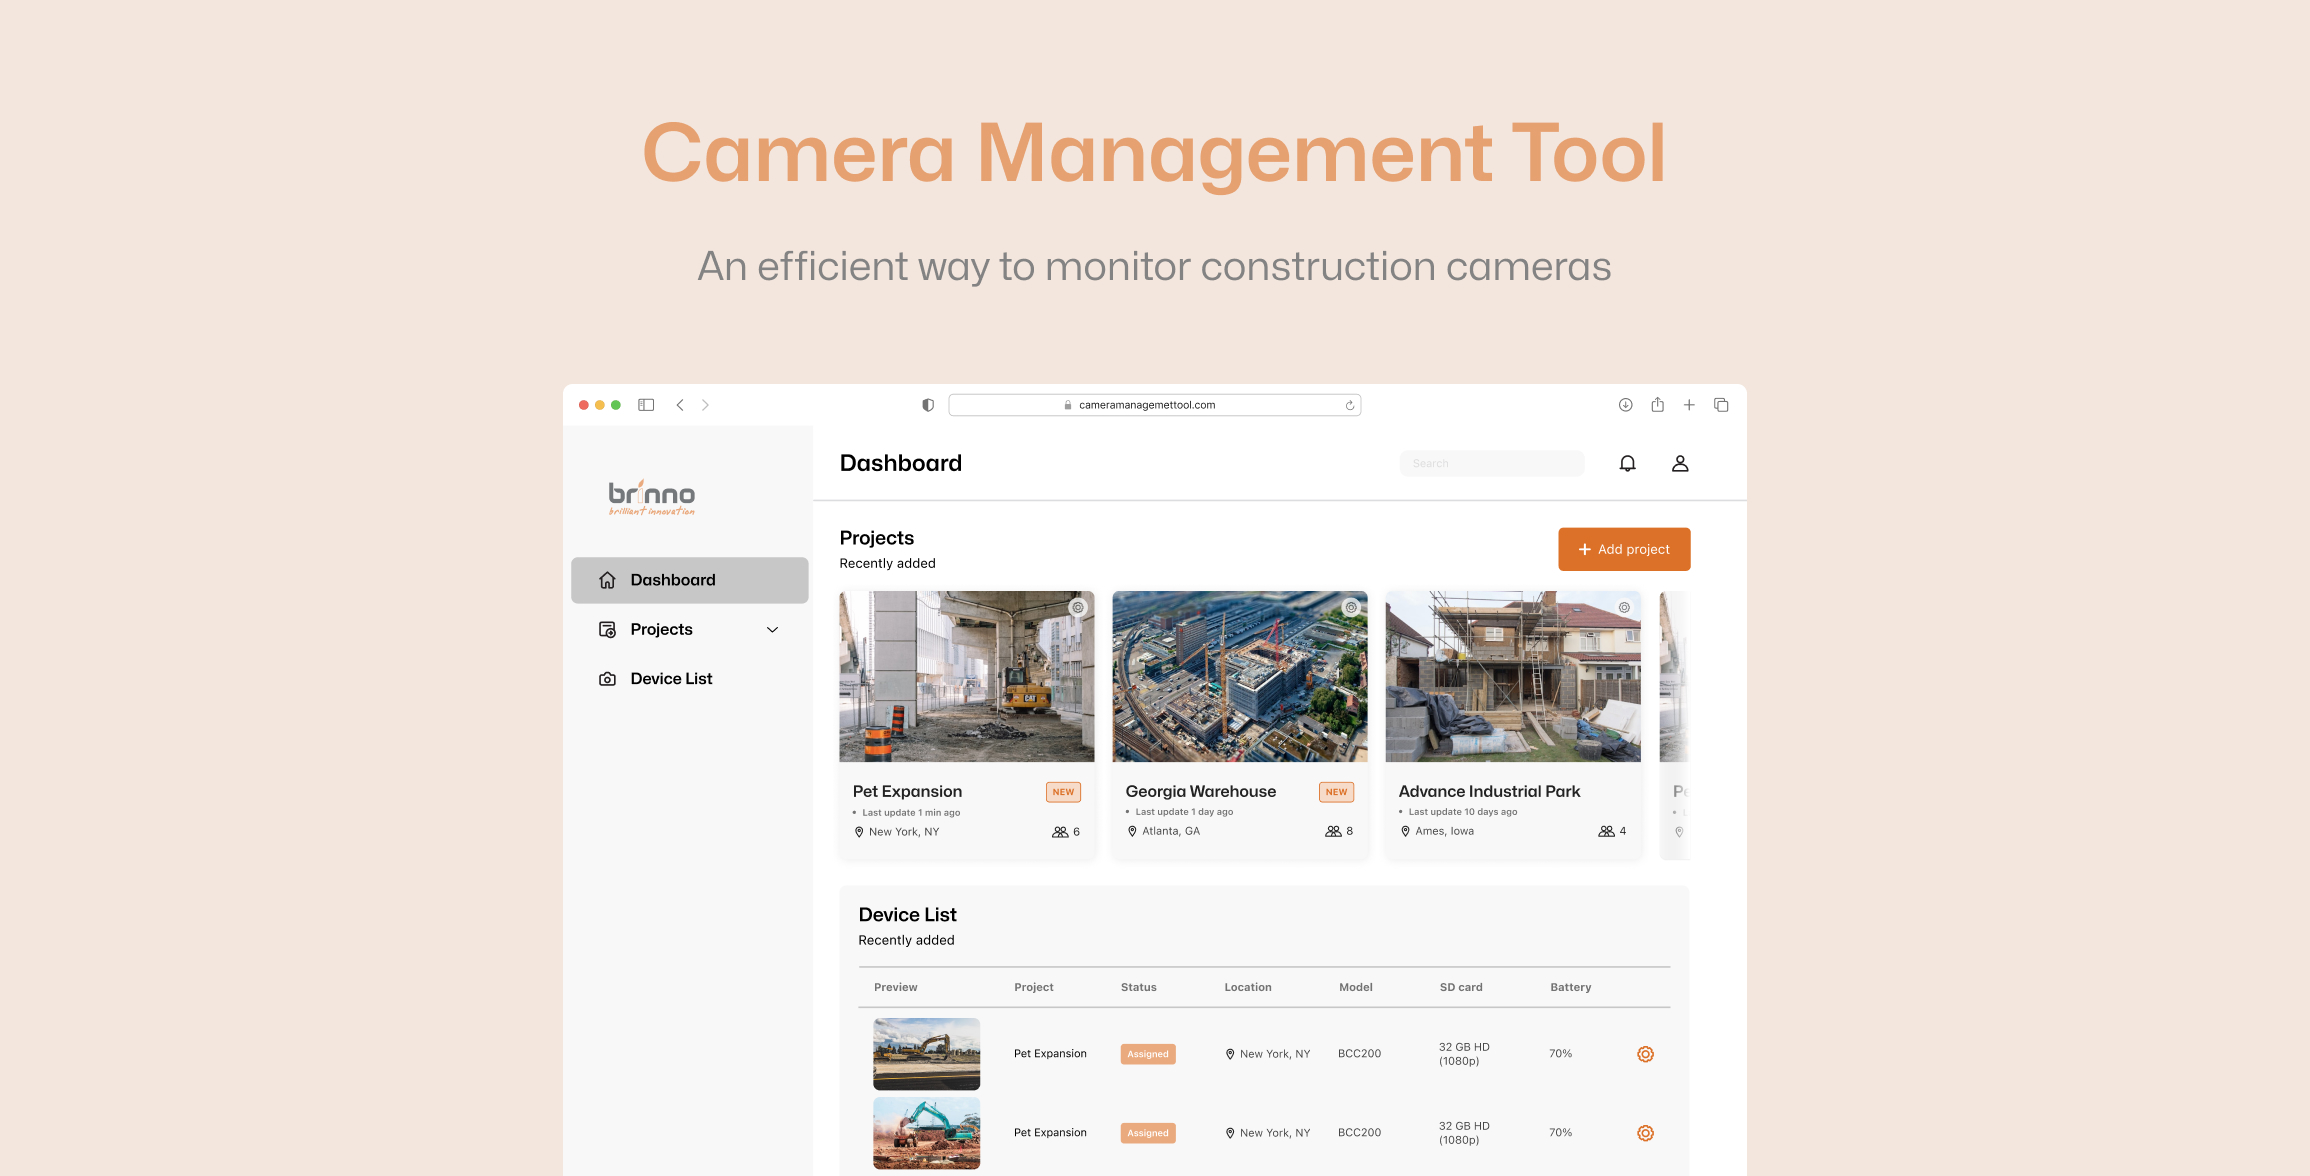 Camera Management Tool
An efficient way to monitor construction cameras
cameramanagemettool.com
brinno
brilliant innovation
Dashboard
Projects
Device List
Dashboard
Search
Projects
Recently added
Add project
CAT
Pet Expansion
NEW
Last update 1 min ago
New York, NY
6
Georgia Warehouse
NEW
Last update 1 day ago
Atlanta, GA
8
Advance Industrial Park
Last update 10 days ago
Ames, Iowa
4
Pe
L
Device List
Recently added
Preview Project Status Location Model SD card Battery
Pet Expansion Assigned New York, NY BCC200 32 GB HD 70%
(1080p)
Pet Expansion Assigned New York, NY BCC200 32 GB HD 70%
(1080p)